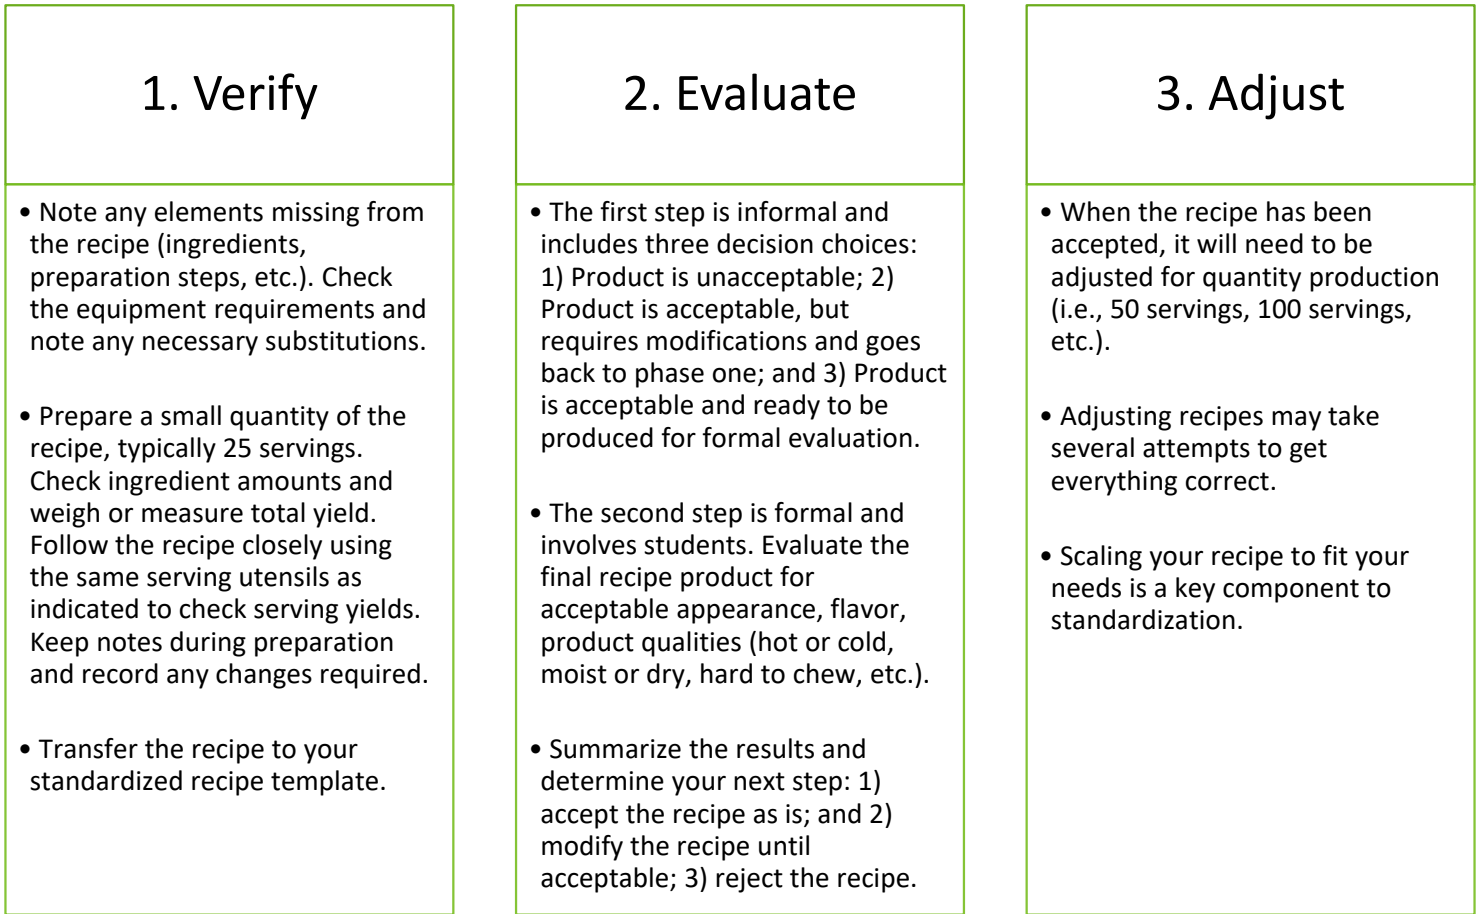 1. Verify
• Note any elements missing from
the recipe (ingredients,
preparation steps, etc.). Check
the equipment requirements and
note any necessary substitutions.
• Prepare a small quantity of the
recipe, typically 25 servings.
Check ingredient amounts and
weigh or measure total yield.
Follow the recipe closely using
the same serving utensils as
indicated to check serving yields.
Keep notes during preparation
and record any changes required.
• Transfer the recipe to your
standardized recipe template.
2. Evaluate
• The first step is informal and
includes three decision choices:
1) Product is unacceptable; 2)
Product is acceptable, but
requires modifications and goes
back to phase one; and 3) Product
is acceptable and ready to be
produced for formal evaluation.
• The second step is formal and
involves students. Evaluate the
final recipe product for
acceptable appearance, flavor,
product qualities (hot or cold,
moist or dry, hard to chew, etc.).
• Summarize the results and
determine your next step: 1)
accept the recipe as is; and 2)
modify the recipe until
acceptable; 3) reject the recipe.
3. Adjust
• When the recipe has been
accepted, it will need to be
adjusted for quantity production
(i.e., 50 servings, 100 servings,
etc.).
• Adjusting recipes may take
several attempts to get
everything correct.
• Scaling your recipe to fit your
needs is a key component to
standardization.